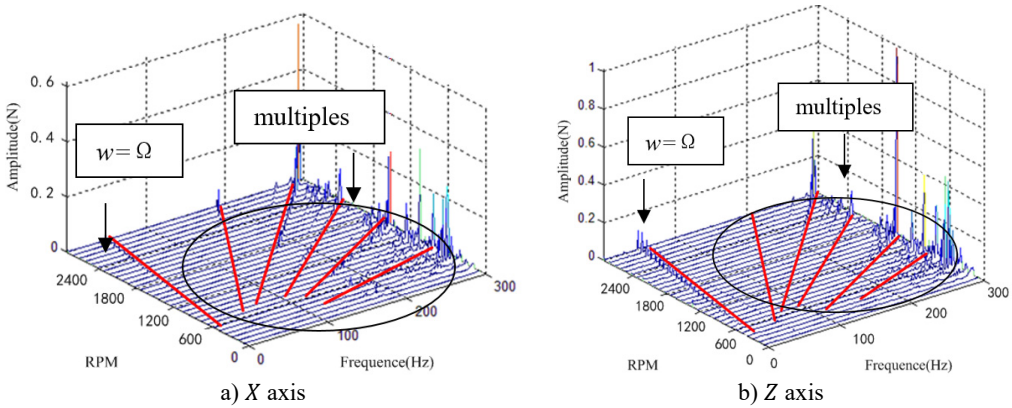 0.6
0.4
0.2
0
Amplitude(N)
w = Ω
multiples
2400
1800
1200
600
0
RPM
0
100
200
300
Frequence(Hz)
a) X axis
1
0.8
0.6
0.4
0.2
0
Amplitude(N)
w = Ω
multiples
2400
1800
1200
600
0
RPM
0
100
200
300
Frequence(Hz)
b) Z axis